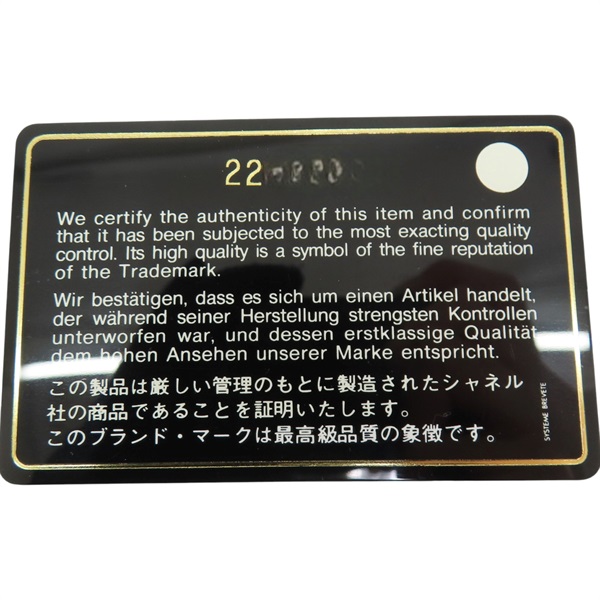 22
We certify the authenticity of this item and confirm
that it has been subjected to the most exacting quality
control. Its high quality is a symbol of the fine reputation
of the Trademark.
Wir bestätigen, dass es sich um einen Artikel handelt,
der während seiner Herstellung strengsten Kontrollen
unterworfen war, und dessen erstklassige Qualität
dem hohen Ansehen unserer Marke entspricht.
この製品は厳しい管理のもとに製造されたシャネル
社の商品であることを証明いたします。
このブランド・マークは最高級品質の象徴です。
SYSTEME BREVETE